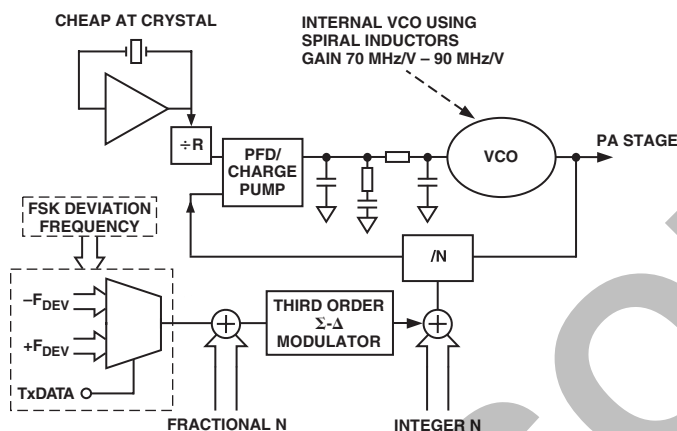 CHEAP AT CRYSTAL
INTERNAL VCO USING
SPIRAL INDUCTORS
GAIN 70 MHz/V – 90 MHz/V
÷R
PFD/
CHARGE
PUMP
VCO
PA STAGE
FSK DEVIATION
FREQUENCY
/N
–FDEV
+FDEV
TxDATA
THIRD ORDER
Σ-Δ
MODULATOR
FRACTIONAL N
INTEGER N